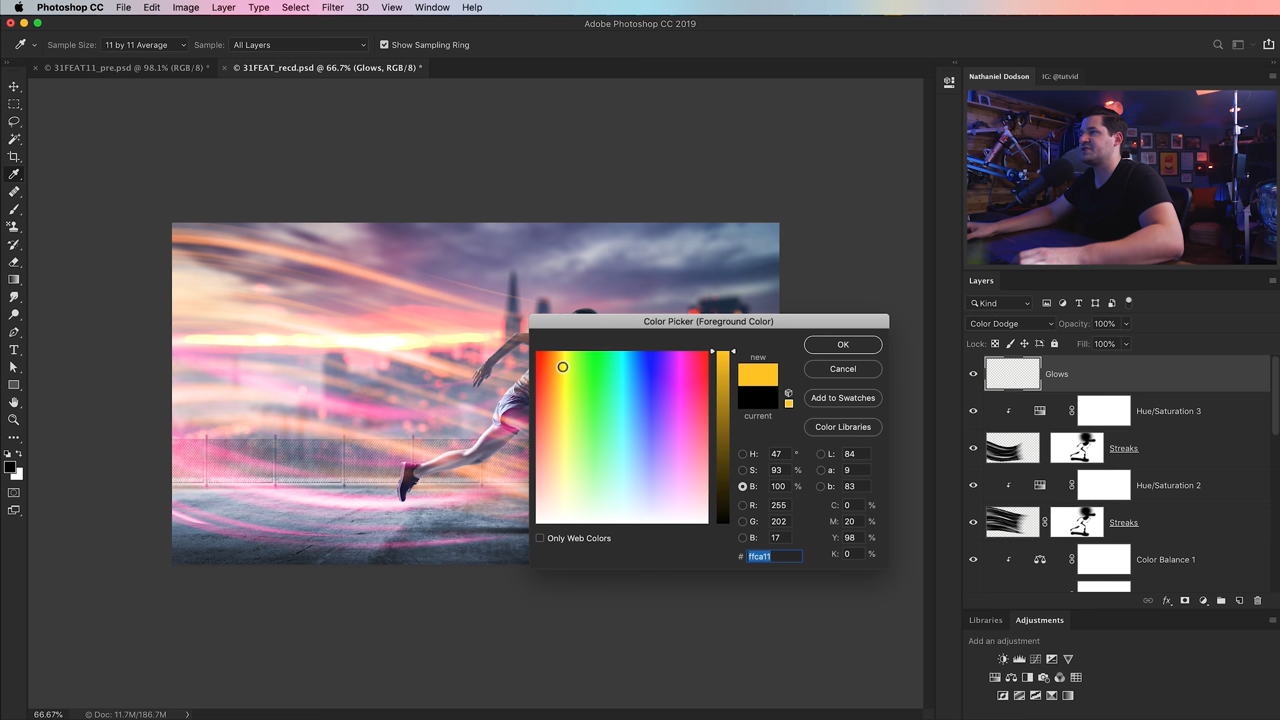 Photoshop CC File Edit Image Layer Type Select Filter 3D View Window Help
Adobe Photoshop CC 2019
Sample Size: 11 by 11 Average Sample: All Layers Show Sampling Ring
× 31FEAT11_pre.psd @ 98.1% (RGB/8) * × © 31FEAT_recd.psd @ 66.7% (Glows, RGB/8) *
Nathaniel Dodson IG: @tutvid
Layers
Kind
Color Dodge Opacity: 100%
Lock: Fill: 100%
Glows
Hue/Saturation 3
Streaks
Hue/Saturation 2
Streaks
Color Balance 1
fx
Libraries Adjustments
Add an adjustment
Color Picker (Foreground Color)
new
current
OK
Cancel
Add to Swatches
Color Libraries
H: 47 ° L: 84
S: 93 % a: 9
B: 100 % b: 83
R: 255 C: 0 %
G: 202 M: 20 %
B: 17 Y: 98 %
# ffca11 K: 0 %
Only Web Colors
66.67% © Doc: 11.7M/186.7M